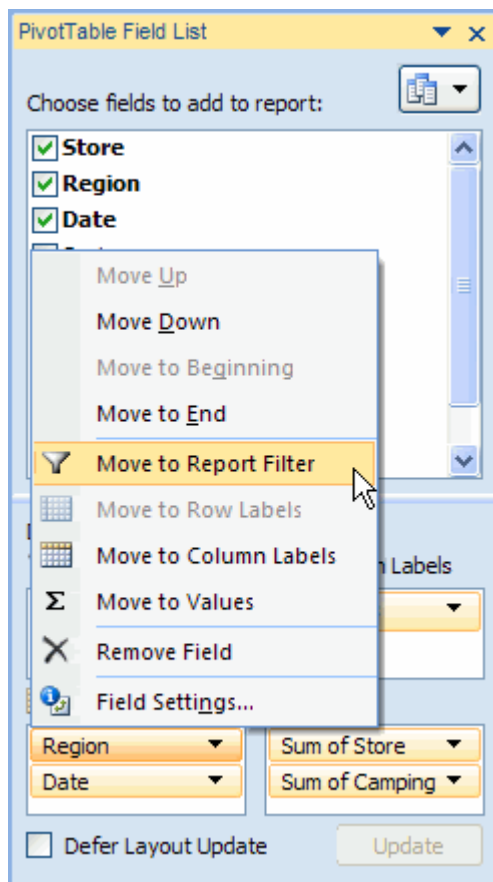 PivotTable Field List
Choose fields to add to report:
Store
Region
Date
Move Up
Move Down
Move to Beginning
Move to End
Move to Report Filter
Move to Row Labels
Move to Column Labels
Labels
Σ Move to Values
Remove Field
Field Settings...
Region
Sum of Store
Date
Sum of Camping
Defer Layout Update
Update